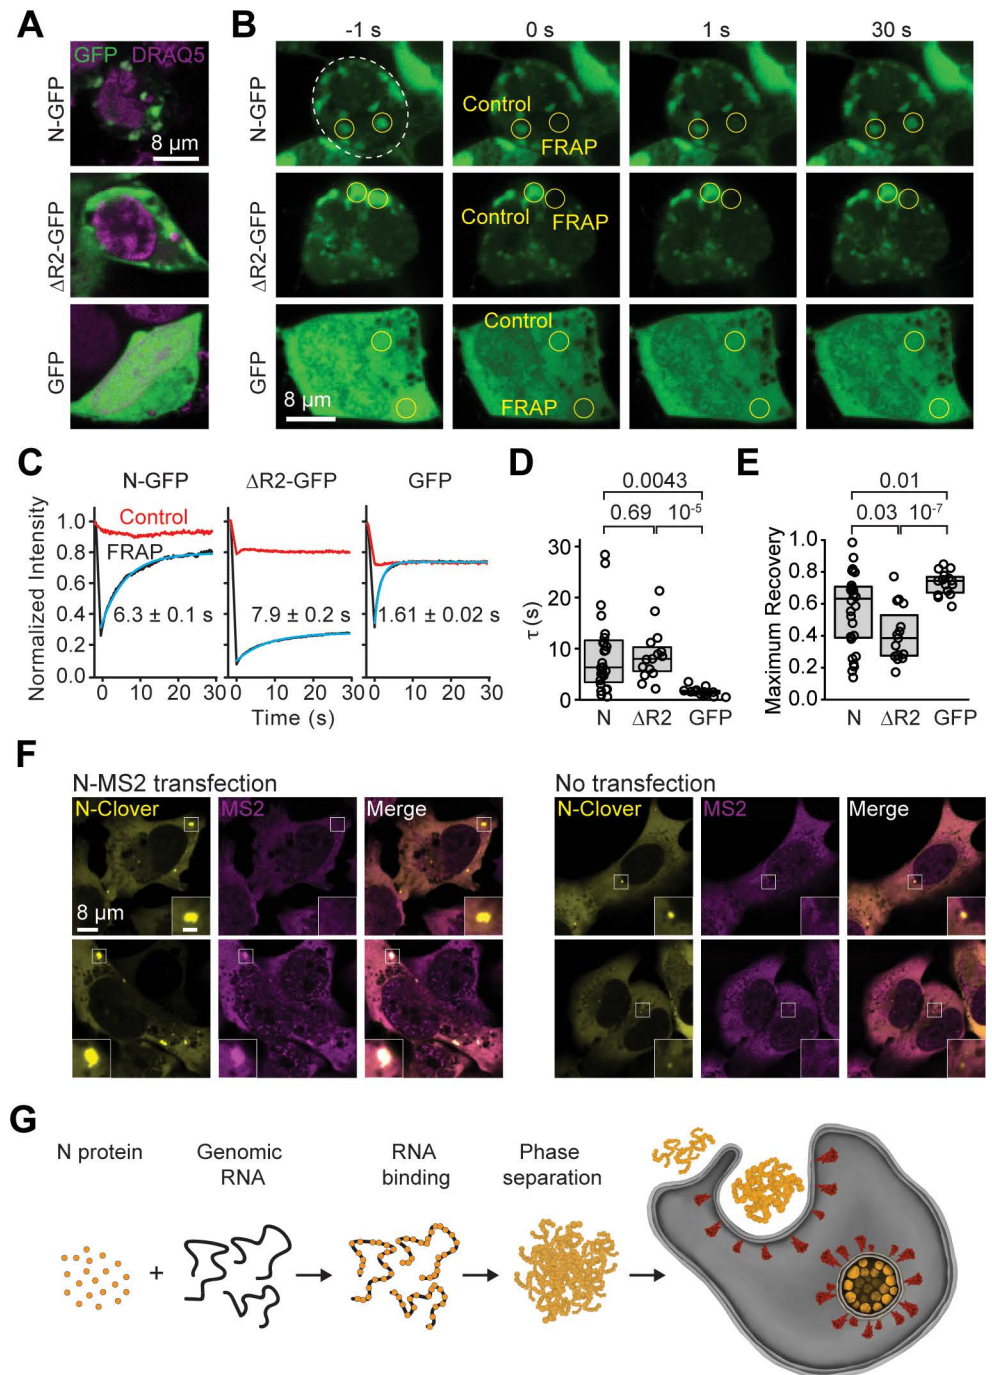 A
GFP DRAQ5
N-GFP
8 µm
ΔR2-GFP
GFP
B
-1 s 0 s 1 s 30 s
N-GFP
Control
FRAP
ΔR2-GFP
Control
FRAP
GFP
Control
FRAP
8 µm
C
N-GFP ΔR2-GFP GFP
Normalized Intensity
1.0
0.8
0.6
0.4
0.2
0.0
Control
FRAP
6.3 ± 0.1 s
7.9 ± 0.2 s
1.61 ± 0.02 s
0 10 20 30 0 10 20 30 0 10 20 30
Time (s)
D
0.0043
0.69 10⁻⁵
τ (s)
30
20
10
0
N ΔR2 GFP
E
0.01
0.03 10⁻⁷
Maximum Recovery
1.0
0.8
0.6
0.4
0.2
0.0
N ΔR2 GFP
F
N-MS2 transfection
N-Clover MS2 Merge
8 µm
No transfection
N-Clover MS2 Merge
G
N protein
Genomic
RNA
RNA
binding
Phase
separation
+